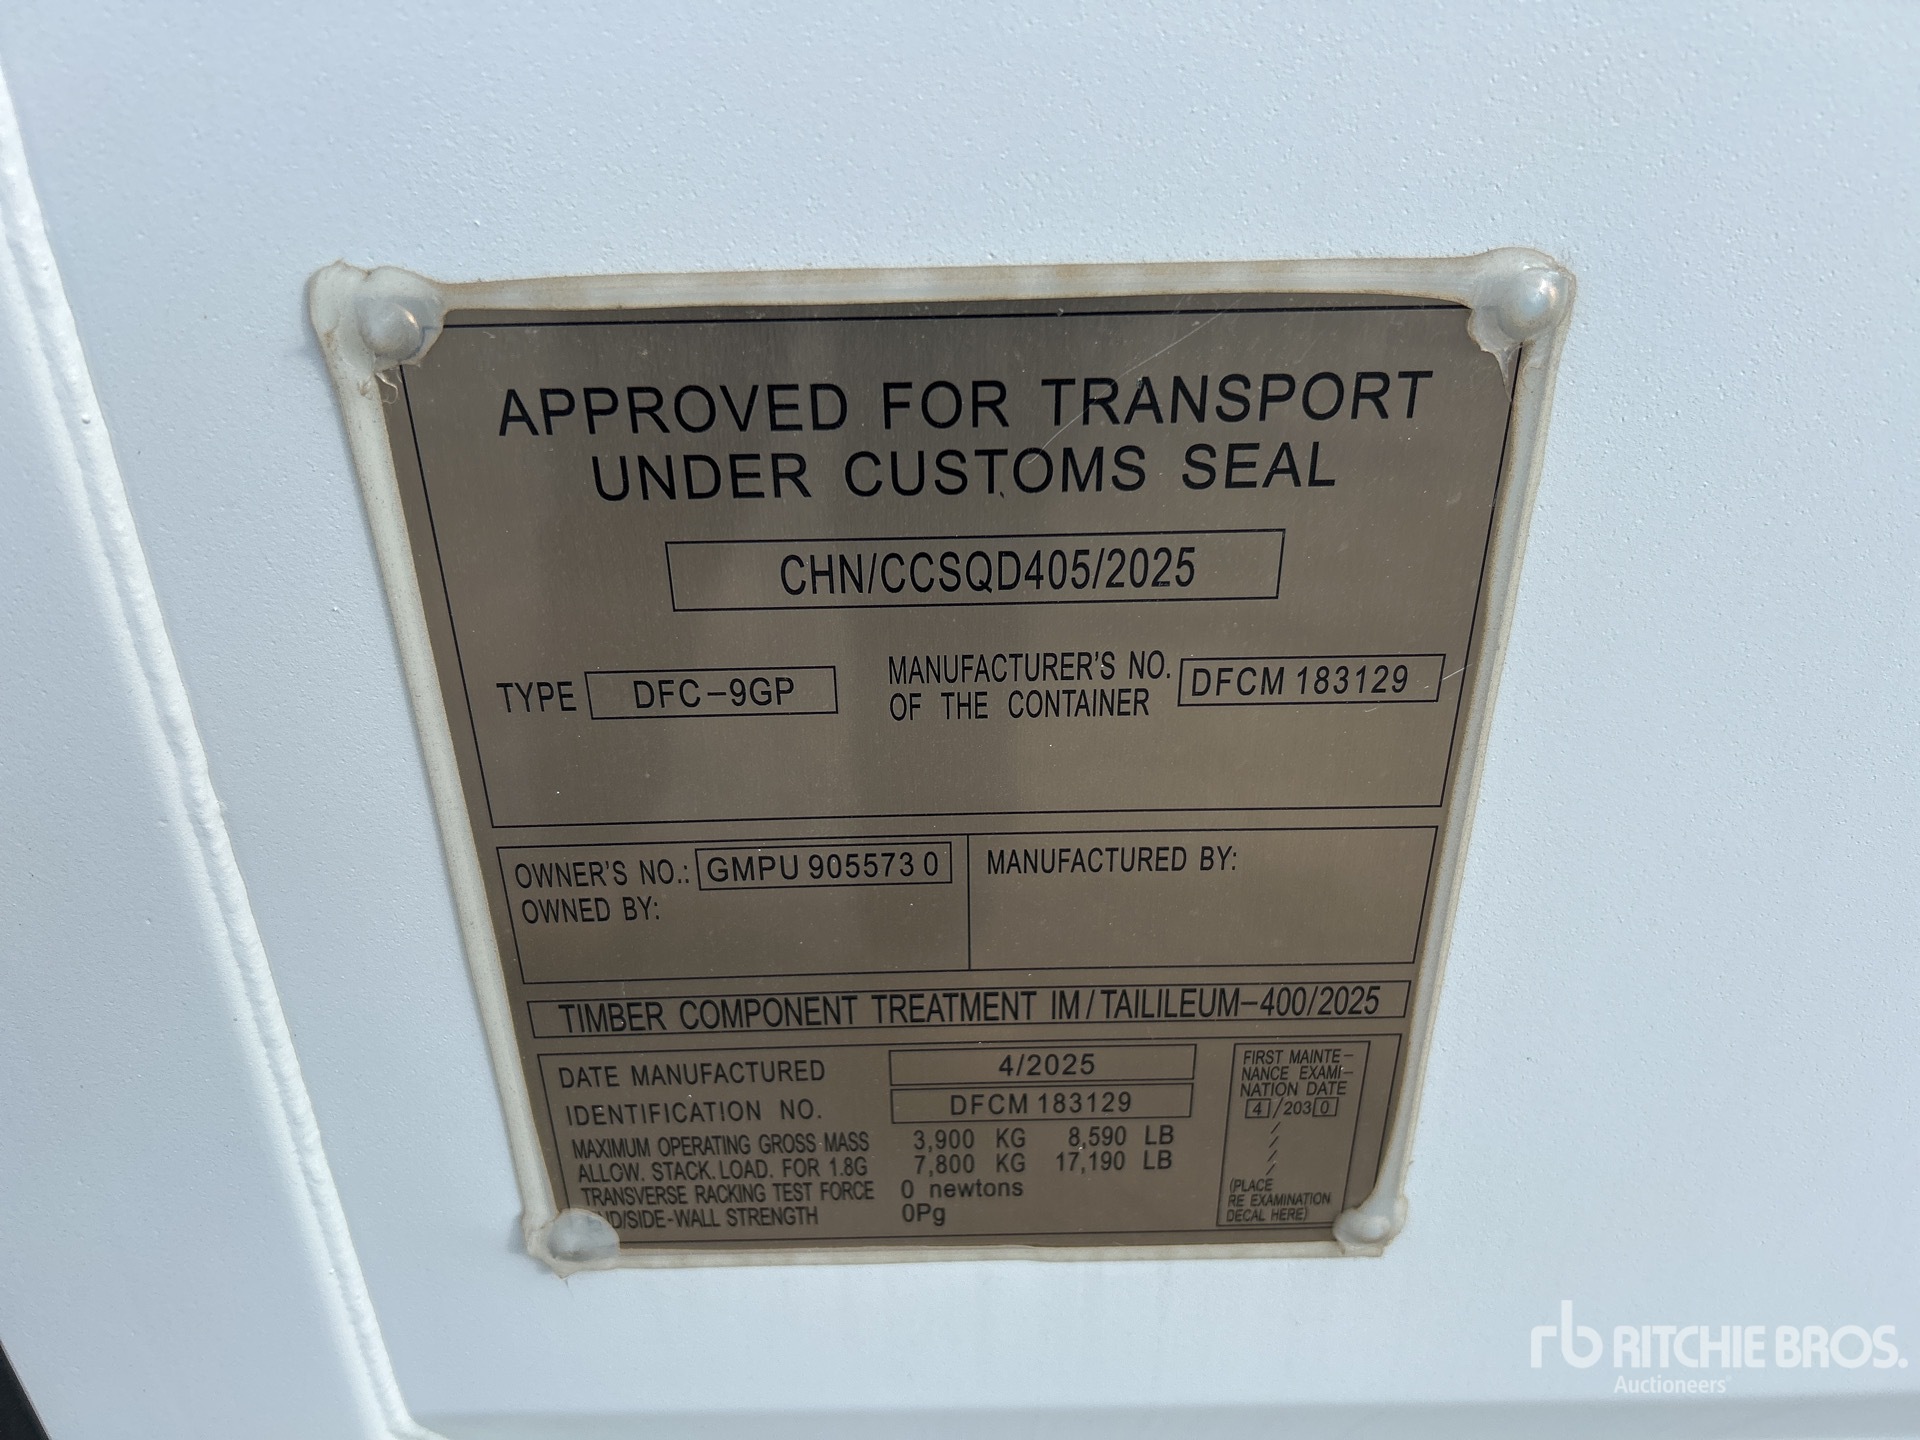 APPROVED FOR TRANSPORT
UNDER CUSTOMS SEAL
CHN/CCSQD405/2025
TYPE DFC-9GP
MANUFACTURER'S NO.
OF THE CONTAINER
DFCM 183129
OWNER'S NO.: GMPU 905573 0
OWNED BY:
MANUFACTURED BY:
TIMBER COMPONENT TREATMENT IM/TAILILEUM-400/2025
DATE MANUFACTURED 4/2025
IDENTIFICATION NO. DFCM 183129
MAXIMUM OPERATING GROSS MASS 3,900 KG 8,590 LB
ALLOW. STACK. LOAD. FOR 1.8G 7,800 KG 17,190 LB
TRANSVERSE RACKING TEST FORCE 0 newtons
/SIDE-WALL STRENGTH 0Pg
FIRST MAINTE-
NANCE EXAMI-
NATION DATE
4/2030
(PLACE
RE EXAMINATION
DECAL HERE)
rb RITCHIE BROS.
Auctioneers